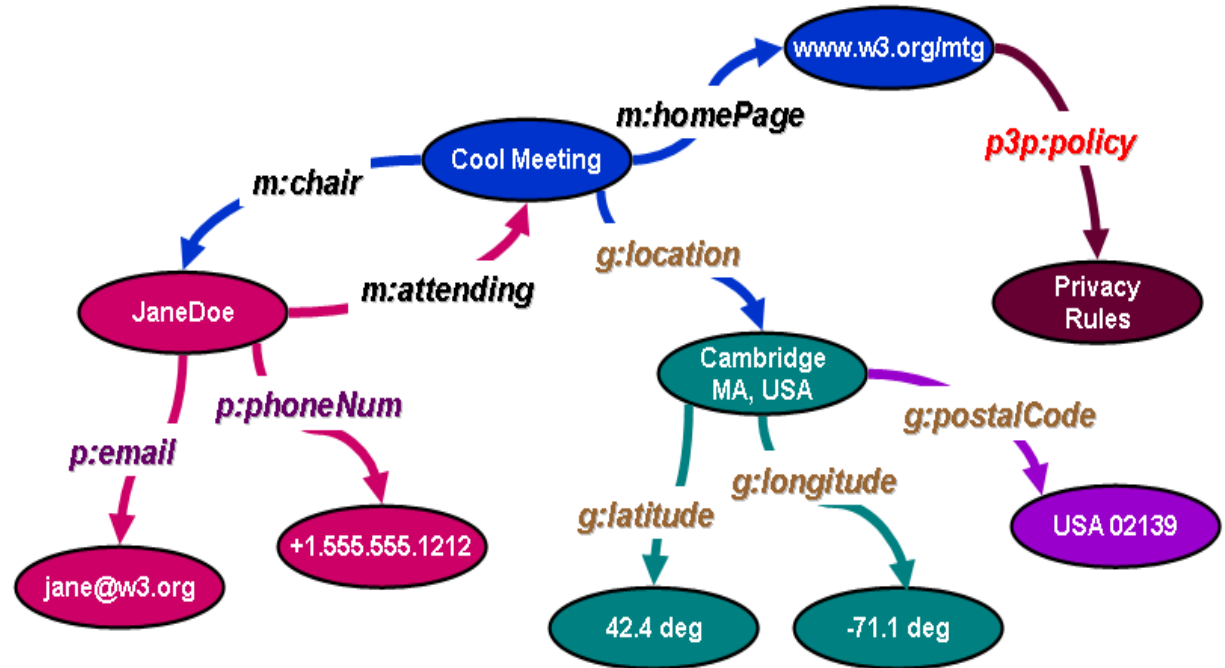 www.w3.org/mtg
m:homePage
p3p:policy
Cool Meeting
m:chair
g:location
m:attending
JaneDoe
Privacy
Rules
Cambridge
MA, USA
p:phoneNum
g:postalCode
p:email
g:longitude
g:latitude
USA 02139
+1.555.555.1212
jane@w3.org
42.4 deg
-71.1 deg